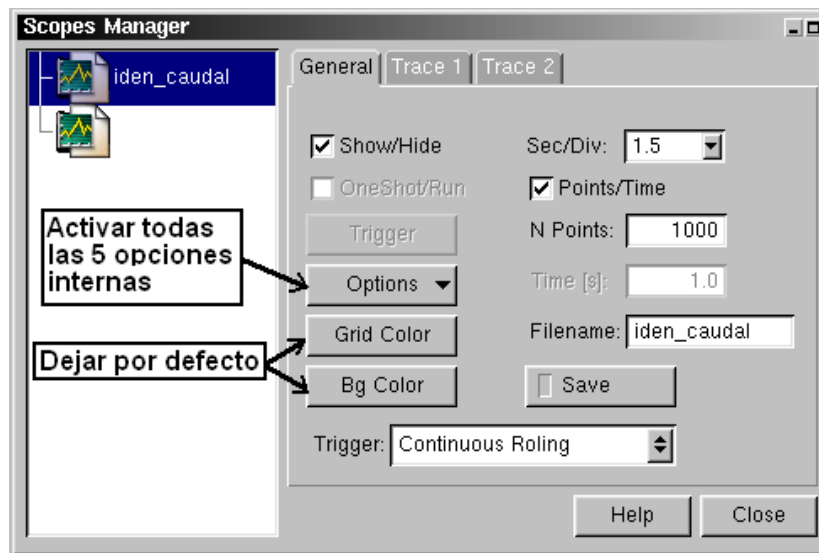 Scopes Manager
iden_caudal
General
Trace 1
Trace 2
Show/Hide
Sec/Div:
1.5
OneShot/Run
Points/Time
Activar todas
las 5 opciones
internas
Trigger
N Points:
1000
Options
Time [s]:
1.0
Grid Color
Filename:
iden_caudal
Dejar por defecto
Bg Color
Save
Trigger:
Continuous Roling
Help
Close